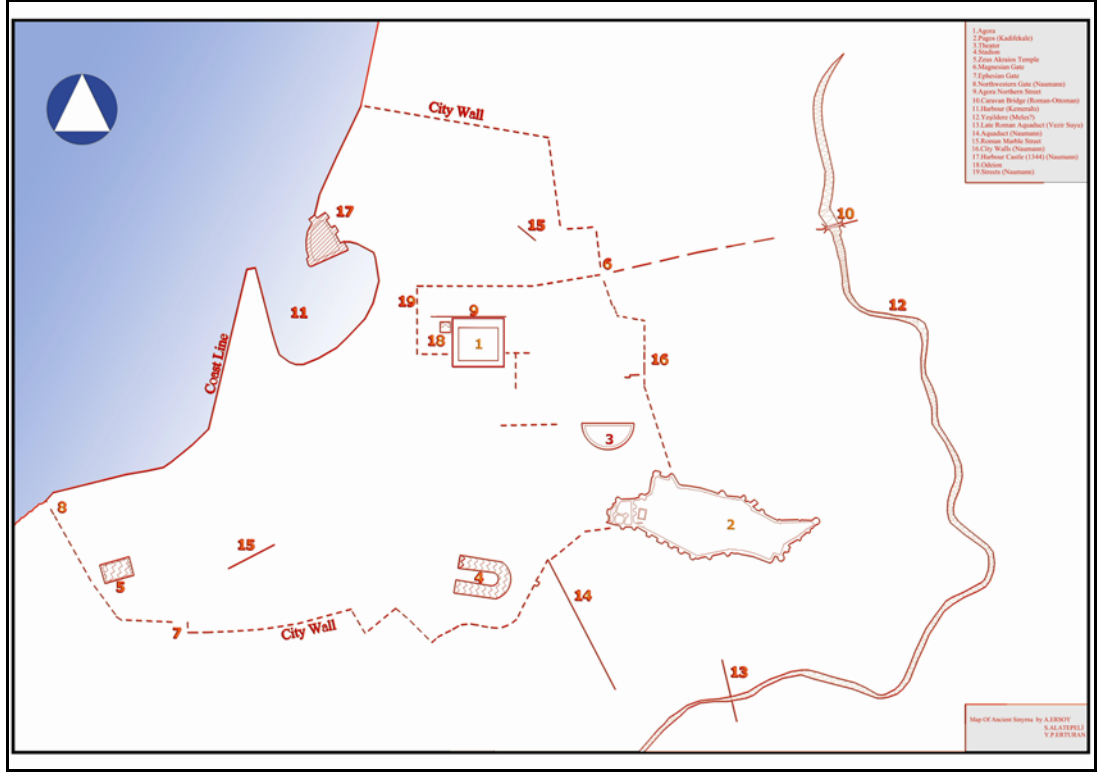 1.Agora
2.Pagos (Kadifekale)
3.Theater
4.Stadion
5.Zeus Akraios Temple
6.Magnesian Gate
7.Ephesian Gate
8.Northwestern Gate (Naumann)
9.Agora Northern Street
10.Caravan Bridge (Roman-Ottoman)
11.Harbour (Kemeraltı)
12.Yeşildere (Meles?)
13.Late Roman Aquaduct (Vezir Suyu)
14.Aquaduct (Naumann)
15.Roman Marble Street
16.City Walls (Naumann)
17.Harbour Castle (1344) (Naumann)
18.Odeion
19.Streets (Naumann)
City Wall
17
15
10
6
11
19
9
12
18
1
Cost Line
16
3
8
2
15
5
4
14
7
City Wall
13
Map Of Ancient Smyrna by A.ERSOY
S.ALATEPELİ
Y.P.ERTURAN